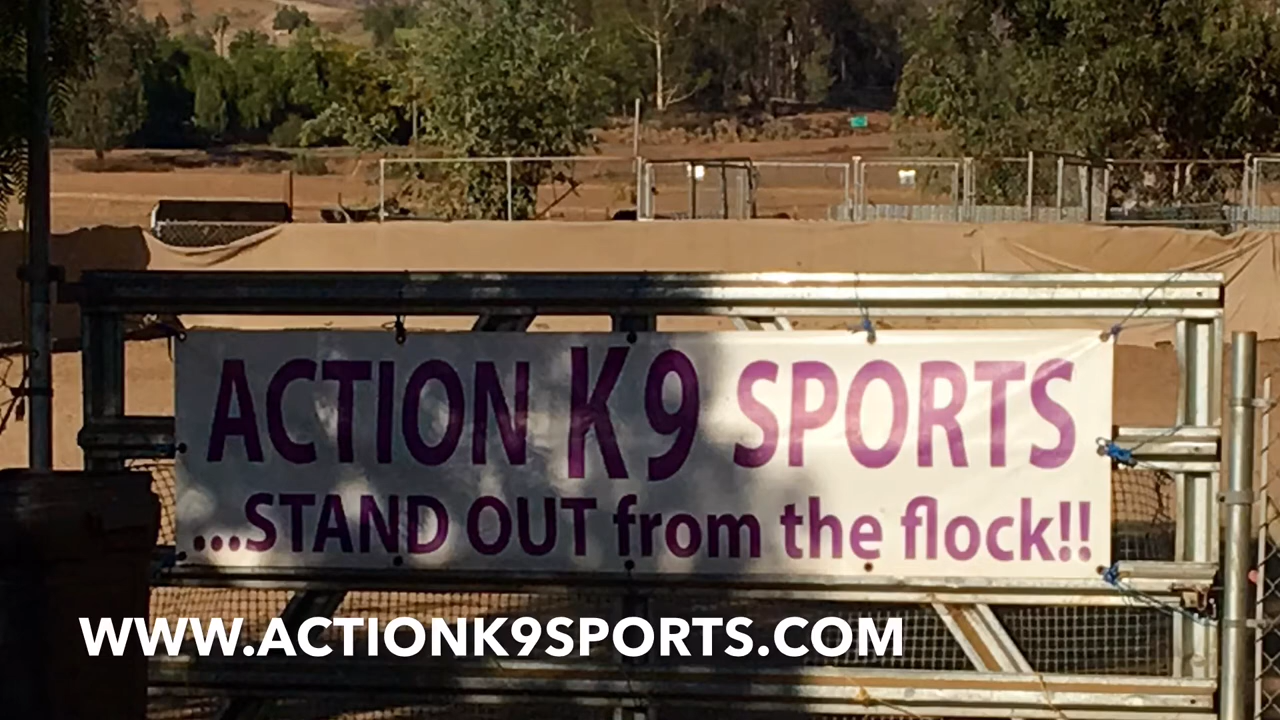 ACTION K9 SPORTS
...STAND OUT from the flock!!
WWW.ACTIONK9SPORTS.COM